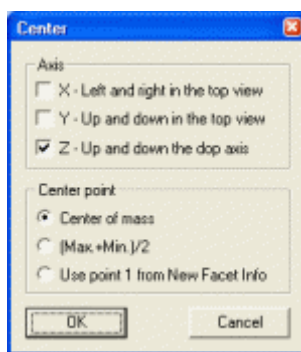 Center
Axis
X - Left and right in the top view
Y - Up and down in the top view
Z - Up and down the dop axis
Center point
Center of mass
(Max.+Min.)/2
Use point 1 from New Facet Info
OK
Cancel